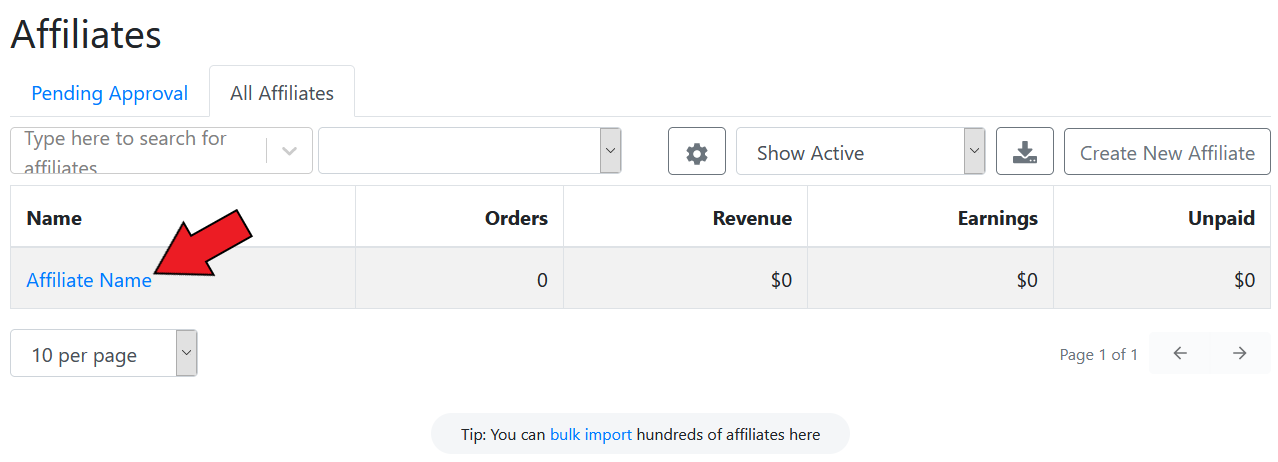 Affiliates
Pending Approval All Affiliates
Type here to search for
affiliates
Show Active Create New Affiliate
Name Orders Revenue Earnings Unpaid
Affiliate Name 0 $0 $0 $0
10 per page Page 1 of 1
Tip: You can bulk import hundreds of affiliates here